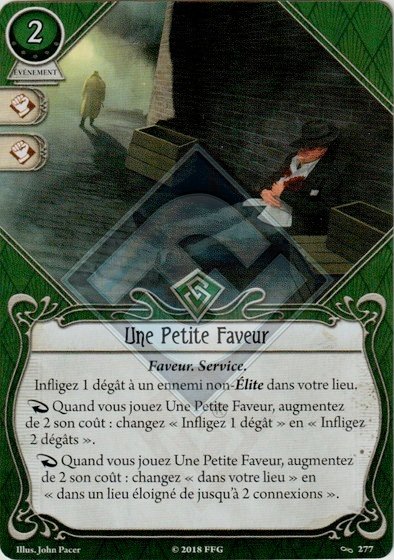 2
ÉVÉNEMENT
Une Petite Faveur
Faveur. Service.
Infligez 1 dégât à un ennemi non-Élite dans votre lieu.
Quand vous jouez Une Petite Faveur, augmentez
de 2 son coût : changez « Infligez 1 dégât » en « Infligez
2 dégâts ».
Quand vous jouez Une Petite Faveur, augmentez
de 2 son coût : changez « dans votre lieu » en
« dans un lieu éloigné de jusqu'à 2 connexions ».
Illus. John Pacer © 2018 FFG 277